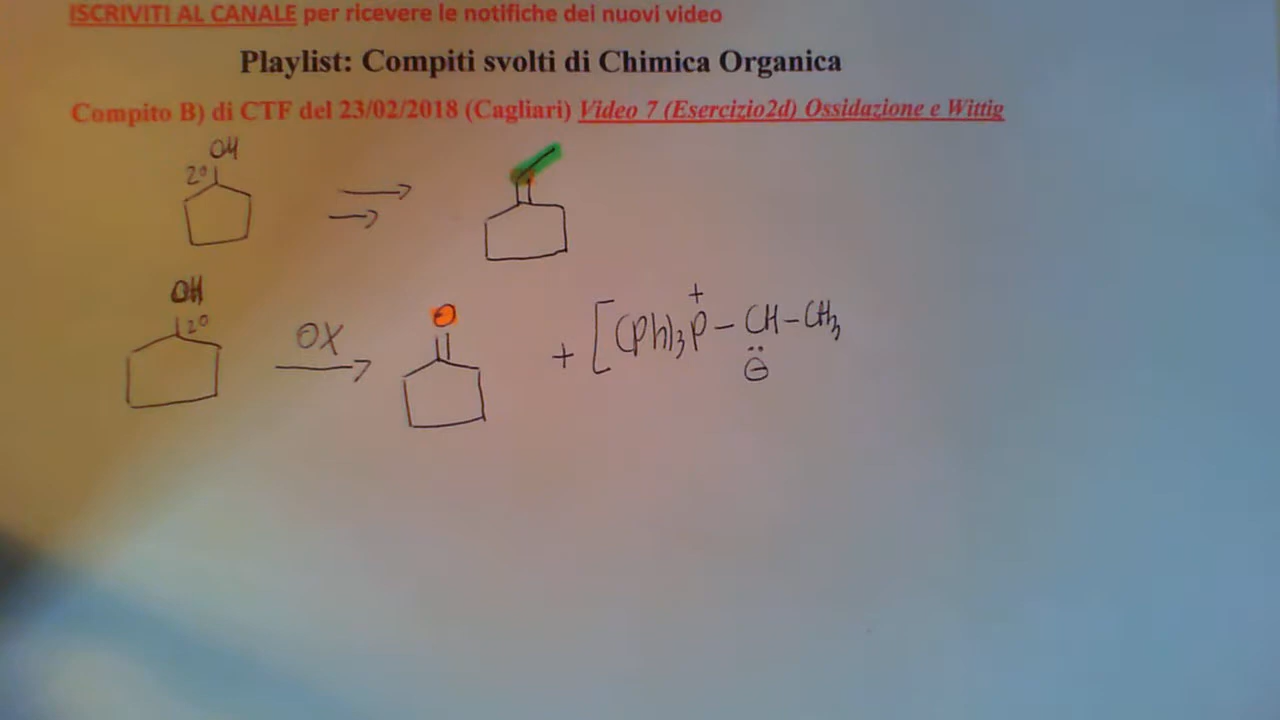 ISCRIVITI AL CANALE per ricevere le notifiche dei nuovi video
Playlist: Compiti svolti di Chimica Organica
Compito B) di CTF del 23/02/2018 (Cagliari) Video 7 (Esercizio2d) Ossidazione e Wittig
OH
2°
OH
2°
OX
O
+ [(Ph)3P+ – CH – CH3
..
⊖